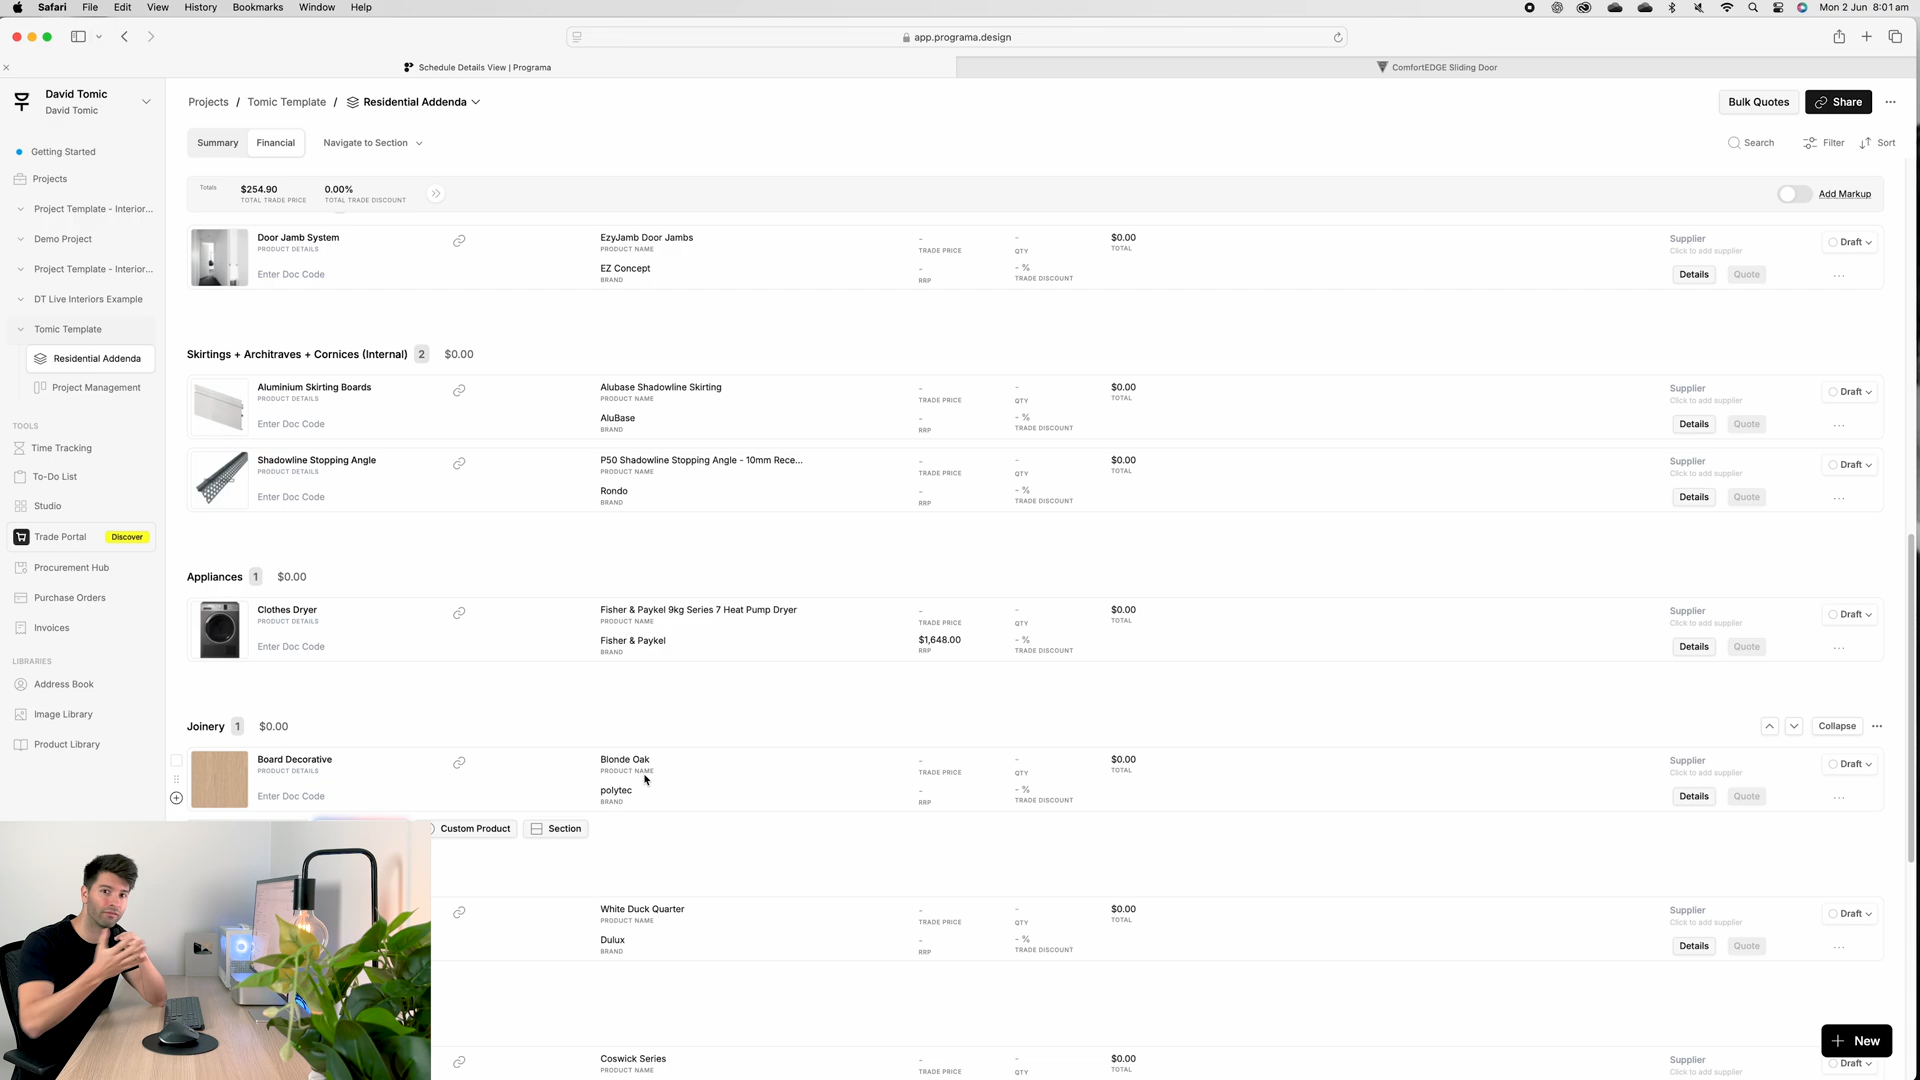 Safari File Edit View History Bookmarks Window Help Mon 2 Jun 8:01 am
app.programa.design
Schedule Details View | Programa
ComfortEDGE Sliding Door
David Tomic
David Tomic
Getting Started
Projects
Project Template - Interior...
Demo Project
Project Template - Interior...
DT Live Interiors Example
Tomic Template
Residential Addenda
Project Management
TOOLS
Time Tracking
To-Do List
Studio
Trade Portal Discover
Procurement Hub
Purchase Orders
Invoices
LIBRARIES
Address Book
Image Library
Product Library
Projects / Tomic Template / Residential Addenda
Bulk Quotes Share
Summary Financial Navigate to Section
Search Filter Sort
Totals $254.90 0.00%
TOTAL TRADE PRICE TOTAL TRADE DISCOUNT
Add Markup
Door Jamb System EzyJamb Door Jambs - - $0.00 Supplier Draft
PRODUCT DETAILS PRODUCT NAME TRADE PRICE QTY TOTAL Click to add supplier
Enter Doc Code EZ Concept - - % Details Quote ...
BRAND RRP TRADE DISCOUNT
Skirtings + Architraves + Cornices (Internal) 2 $0.00
Aluminium Skirting Boards Alubase Shadowline Skirting - - $0.00 Supplier Draft
PRODUCT DETAILS PRODUCT NAME TRADE PRICE QTY TOTAL Click to add supplier
Enter Doc Code AluBase - - % Details Quote ...
BRAND RRP TRADE DISCOUNT
Shadowline Stopping Angle P50 Shadowline Stopping Angle - 10mm Rece... - - $0.00 Supplier Draft
PRODUCT DETAILS PRODUCT NAME TRADE PRICE QTY TOTAL Click to add supplier
Enter Doc Code Rondo - - % Details Quote ...
BRAND RRP TRADE DISCOUNT
Appliances 1 $0.00
Clothes Dryer Fisher & Paykel 9kg Series 7 Heat Pump Dryer - - $0.00 Supplier Draft
PRODUCT DETAILS PRODUCT NAME TRADE PRICE QTY TOTAL Click to add supplier
Enter Doc Code Fisher & Paykel $1,648.00 - % Details Quote ...
BRAND RRP TRADE DISCOUNT
Joinery 1 $0.00 Collapse
Board Decorative Blonde Oak - - $0.00 Supplier Draft
PRODUCT DETAILS PRODUCT NAME TRADE PRICE QTY TOTAL Click to add supplier
Enter Doc Code polytec - - % Details Quote ...
BRAND RRP TRADE DISCOUNT
Custom Product Section
White Duck Quarter - - $0.00 Supplier Draft
PRODUCT NAME TRADE PRICE QTY TOTAL Click to add supplier
Dulux - - % Details Quote ...
BRAND RRP TRADE DISCOUNT
+ New
Coswick Series - - $0.00 Supplier Draft
PRODUCT NAME TRADE PRICE QTY TOTAL Click to add supplier